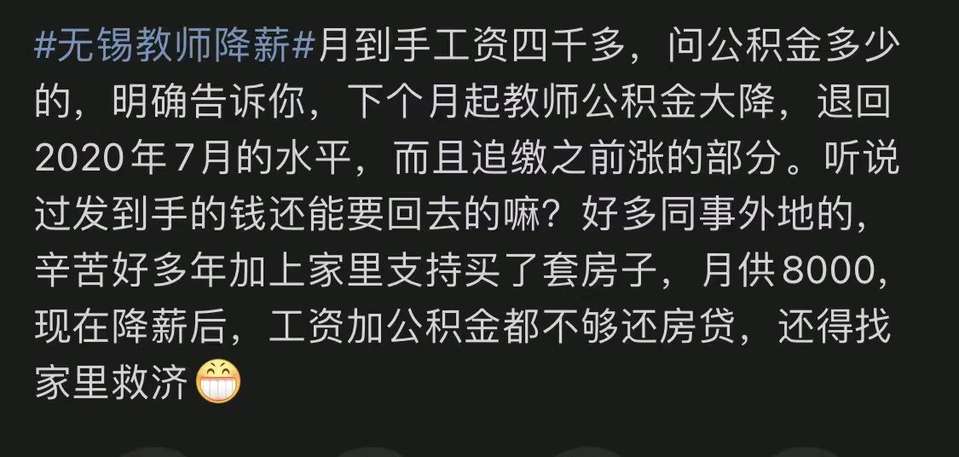 #无锡教师降薪#月到手工资四千多，问公积金多少
的，明确告诉你，下个月起教师公积金大降，退回
2020年7月的水平，而且追缴之前涨的部分。听说
过发到手的钱还能要回去的嘛？好多同事外地的，
辛苦好多年加上家里支持买了套房子，月供8000，
现在降薪后，工资加公积金都不够还房贷，还得找
家里救济😁